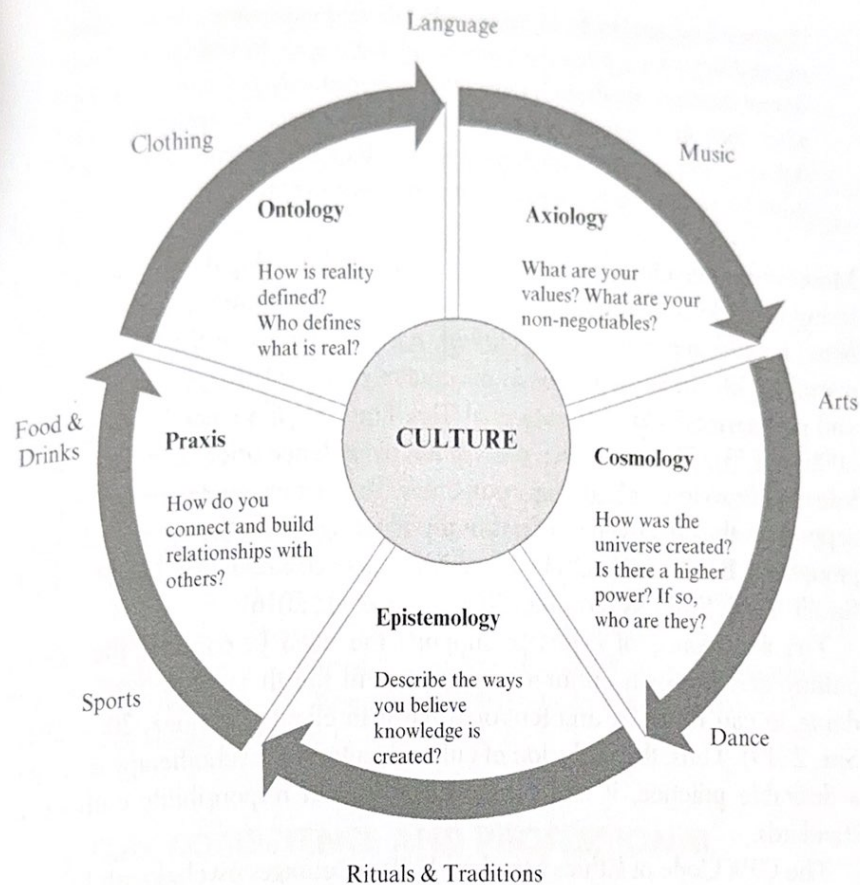 Language
Clothing
Music
Ontology
How is reality
defined?
Who defines
what is real?
Axiology
What are your
values? What are your
non-negotiables?
Arts
Food &
Drinks
CULTURE
Praxis
How do you
connect and build
relationships with
others?
Cosmology
How was the
universe created?
Is there a higher
power? If so,
who are they?
Epistemology
Describe the ways
you believe
knowledge is
created?
Sports
Dance
Rituals & Traditions